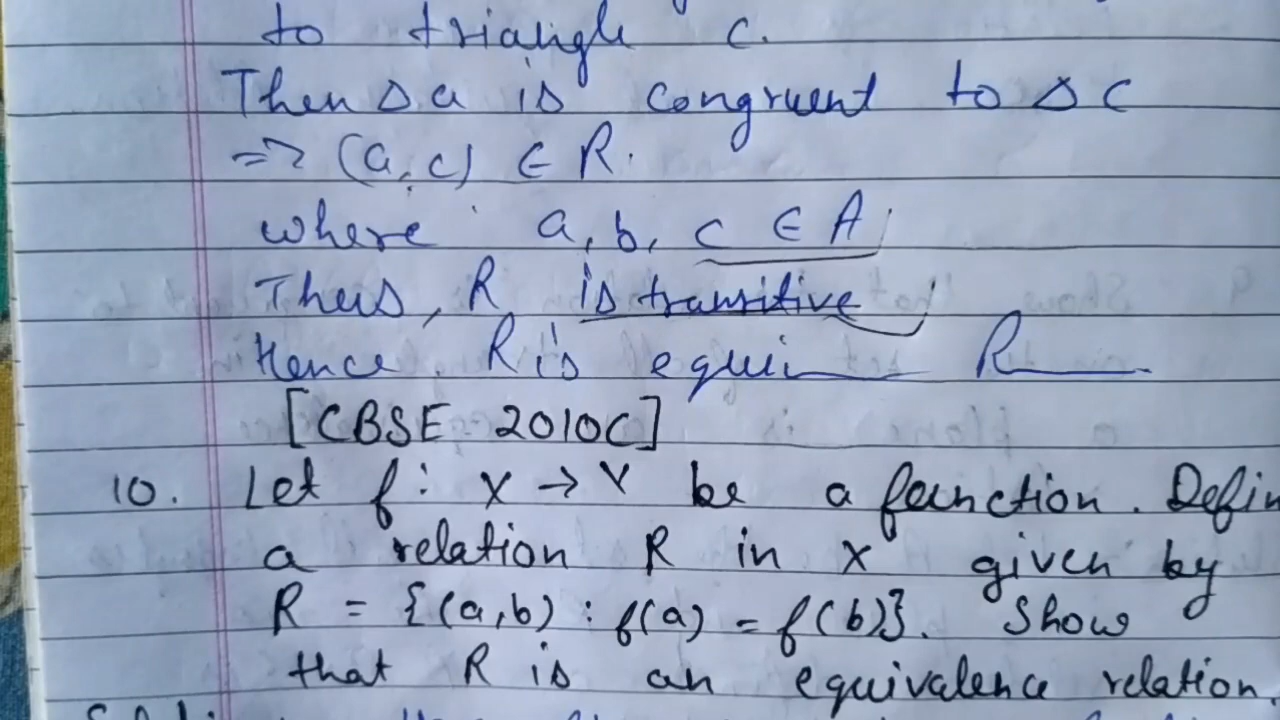 to triangle c.
Then Δa is congruent to Δc
=> (a,c) ∈ R.
where a, b, c ∈ A
Thus, R is transitive
Hence. R is equi R
[CBSE 2010C]
10. Let f: X → Y be a function. Defin
a relation R in X given by
R = {(a,b) : f(a) = f(b)}. Show
that R is an equivalence relation.